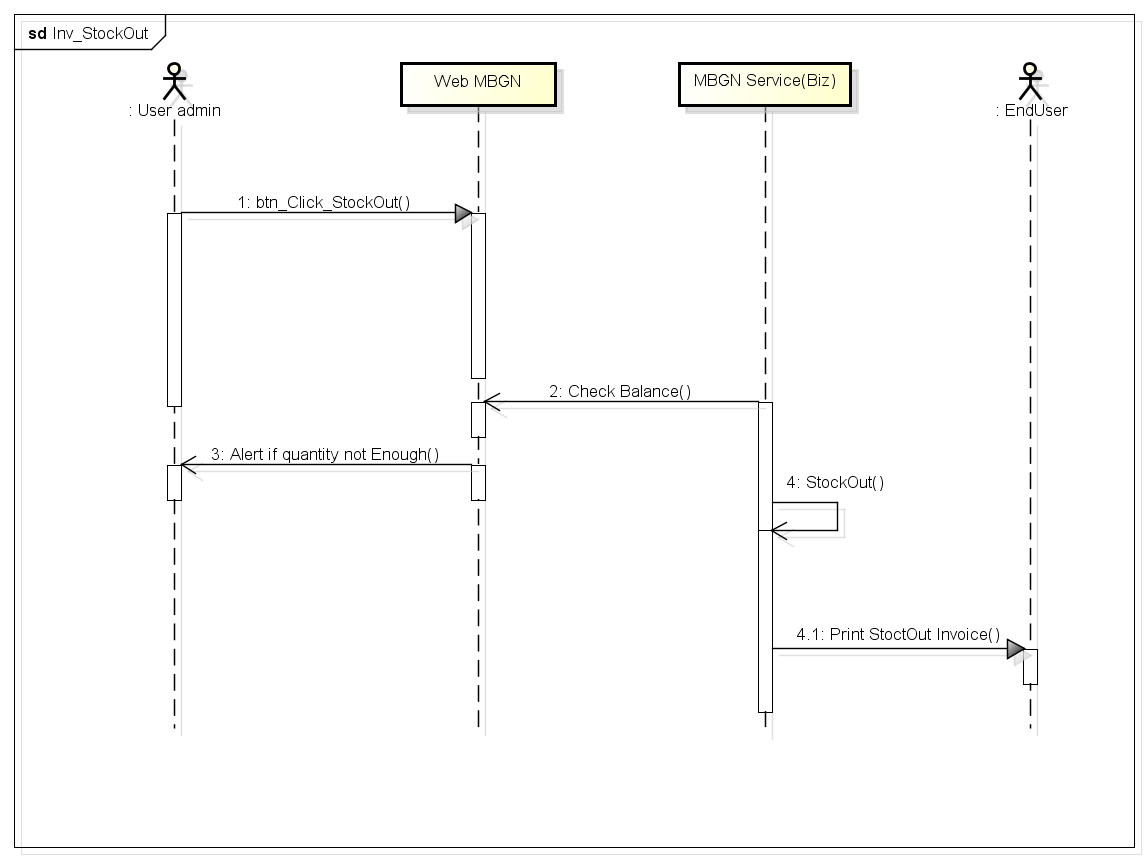 sd Inv_StockOut
: User admin
Web MBGN
MBGN Service(Biz)
: EndUser
1: btn_Click_StockOut()
2: Check Balance()
3: Alert if quantity not Enough()
4: StockOut()
4.1: Print StoctOut Invoice()